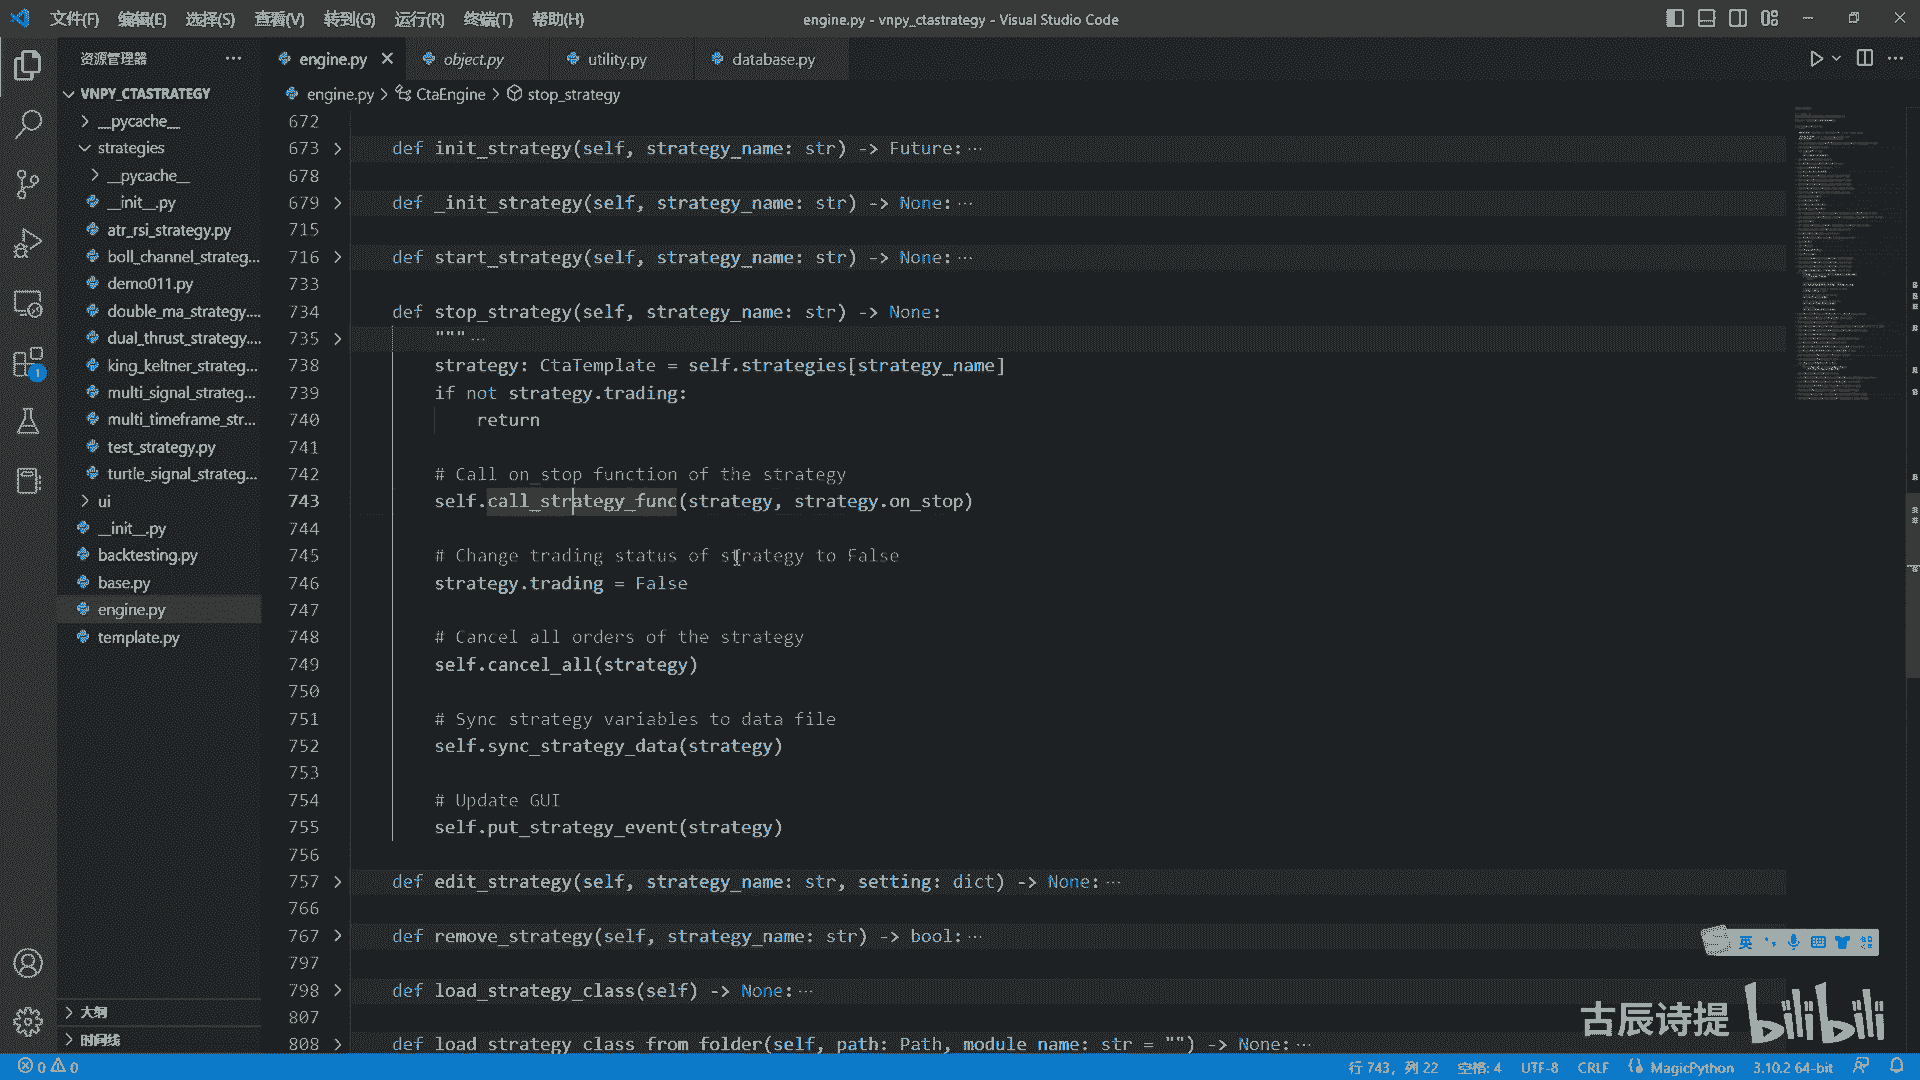 文件(F) 编辑(E) 选择(S) 查看(V) 转到(G) 运行(R) 终端(T) 帮助(H) engine.py - vnpy_ctastrategy - Visual Studio Code
资源管理器 ···
engine.py object.py utility.py database.py
VNPY_CTASTRATEGY
engine.py > CtaEngine > stop_strategy
__pycache__
strategies
__pycache__
__init__.py
atr_rsi_strategy.py
boll_channel_strateg...
demo011.py
double_ma_strategy....
dual_thrust_strategy....
king_keltner_strateg...
multi_signal_strateg...
multi_timeframe_str...
test_strategy.py
turtle_signal_strateg...
ui
__init__.py
backtesting.py
base.py
engine.py
template.py
大纲
时间线
1
672
673 def init_strategy(self, strategy_name: str) -> Future:···
678
679 def _init_strategy(self, strategy_name: str) -> None:···
715
716 def start_strategy(self, strategy_name: str) -> None:···
733
734 def stop_strategy(self, strategy_name: str) -> None:
735 """···
738 strategy: CtaTemplate = self.strategies[strategy_name]
739 if not strategy.trading:
740 return
741
742 # Call on_stop function of the strategy
743 self.call_strategy_func(strategy, strategy.on_stop)
744
745 # Change trading status of strategy to False
746 strategy.trading = False
747
748 # Cancel all orders of the strategy
749 self.cancel_all(strategy)
750
751 # Sync strategy variables to data file
752 self.sync_strategy_data(strategy)
753
754 # Update GUI
755 self.put_strategy_event(strategy)
756
757 def edit_strategy(self, strategy_name: str, setting: dict) -> None:···
766
767 def remove_strategy(self, strategy_name: str) -> bool:···
797
798 def load_strategy_class(self) -> None:···
807
808 def load_strategy_class_from_folder(self, path: Path, module_name: str = "") -> None:···
英
古辰诗提 bilibili
0 0 行 743，列 22 空格: 4 UTF-8 CRLF MagicPython 3.10.2 64-bit